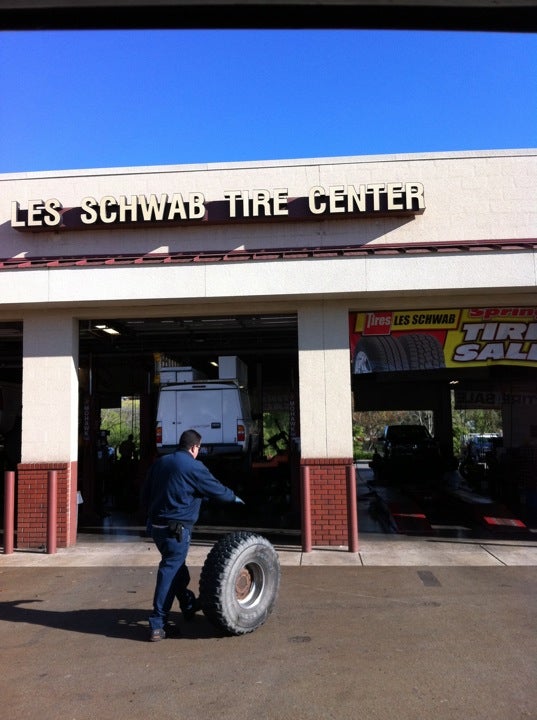 LES SCHWAB TIRE CENTER
Tires LES SCHWAB
Spring
TIRE
SALE